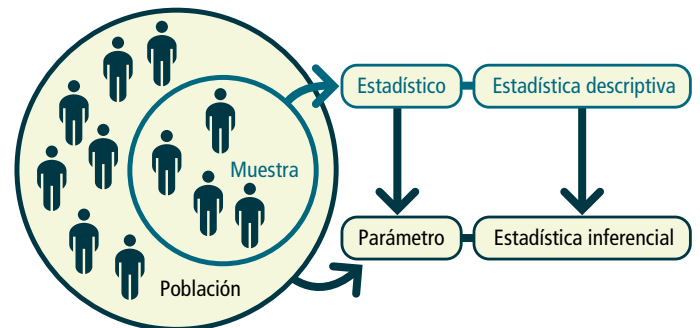 Estadístico
Estadística descriptiva
Muestra
Parámetro
Estadística inferencial
Población